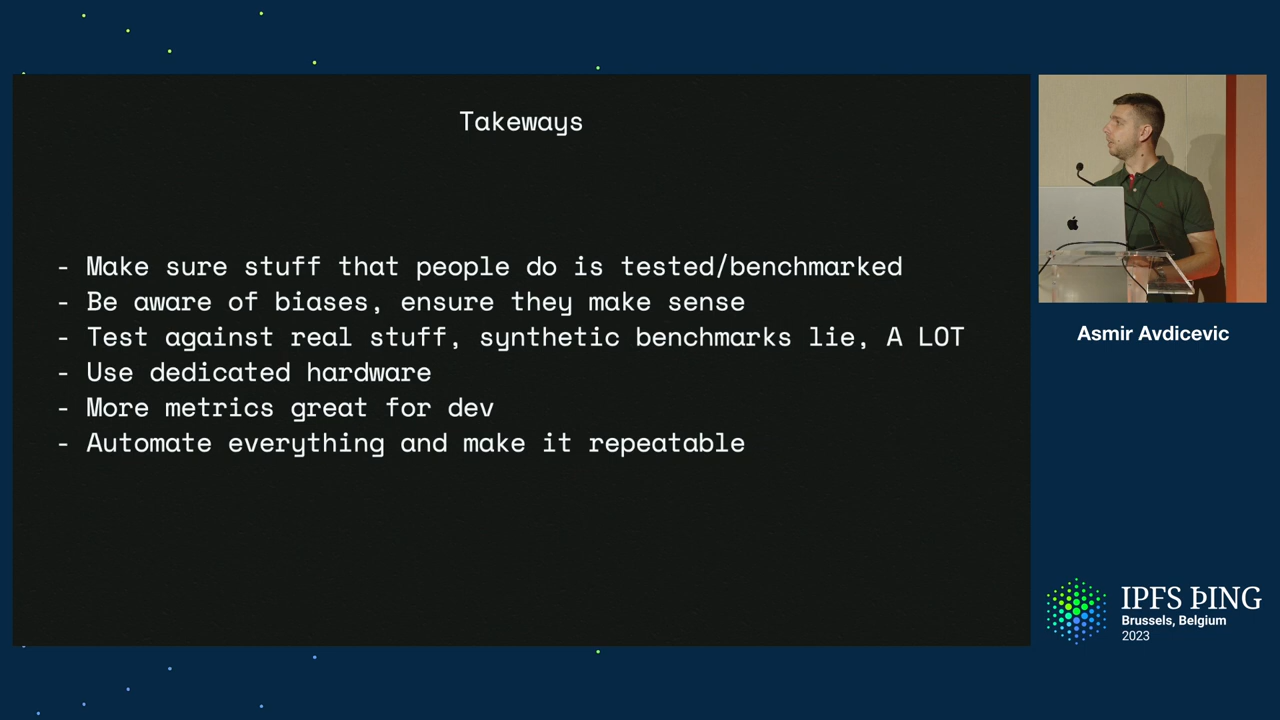 Takeways
- Make sure stuff that people do is tested/benchmarked
- Be aware of biases, ensure they make sense
- Test against real stuff, synthetic benchmarks lie, A LOT
- Use dedicated hardware
- More metrics great for dev
- Automate everything and make it repeatable
Asmir Avdicevic
IPFS ÞING
Brussels, Belgium
2023